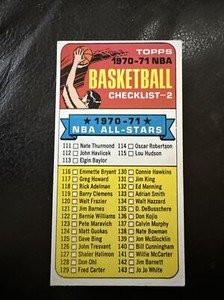 TOPPS
1970-71 NBA
BASKETBALL
CHECKLIST-2
1970-71
NBA ALL-STARS
111 Nate Thurmond
112 John Havlicek
113 Elgin Baylor
114 Oscar Robertson
115 Lou Hudson
116 Emmette Bryant
117 Greg Howard
118 Rick Adelman
119 Barry Clemens
120 Walt Frazier
121 Jim Barnes
122 Bernie Williams
123 Pete Maravich
124 Matt Guokas
125 Dave Bing
126 John Tresvant
127 Shaler Halimon
128 Don Ohl
129 Fred Carter
130 Connie Hawkins
131 Jim King
132 Ed Manning
133 Adrian Smith
134 Walt Hazzard
135 D. DeBusschere
136 Don Kojis
137 Calvin Murphy
138 Nate Bowman
139 Jon McGlocklin
140 Bill Cunningham
141 Willie McCarter
142 Jim Barnett
143 Jo Jo White